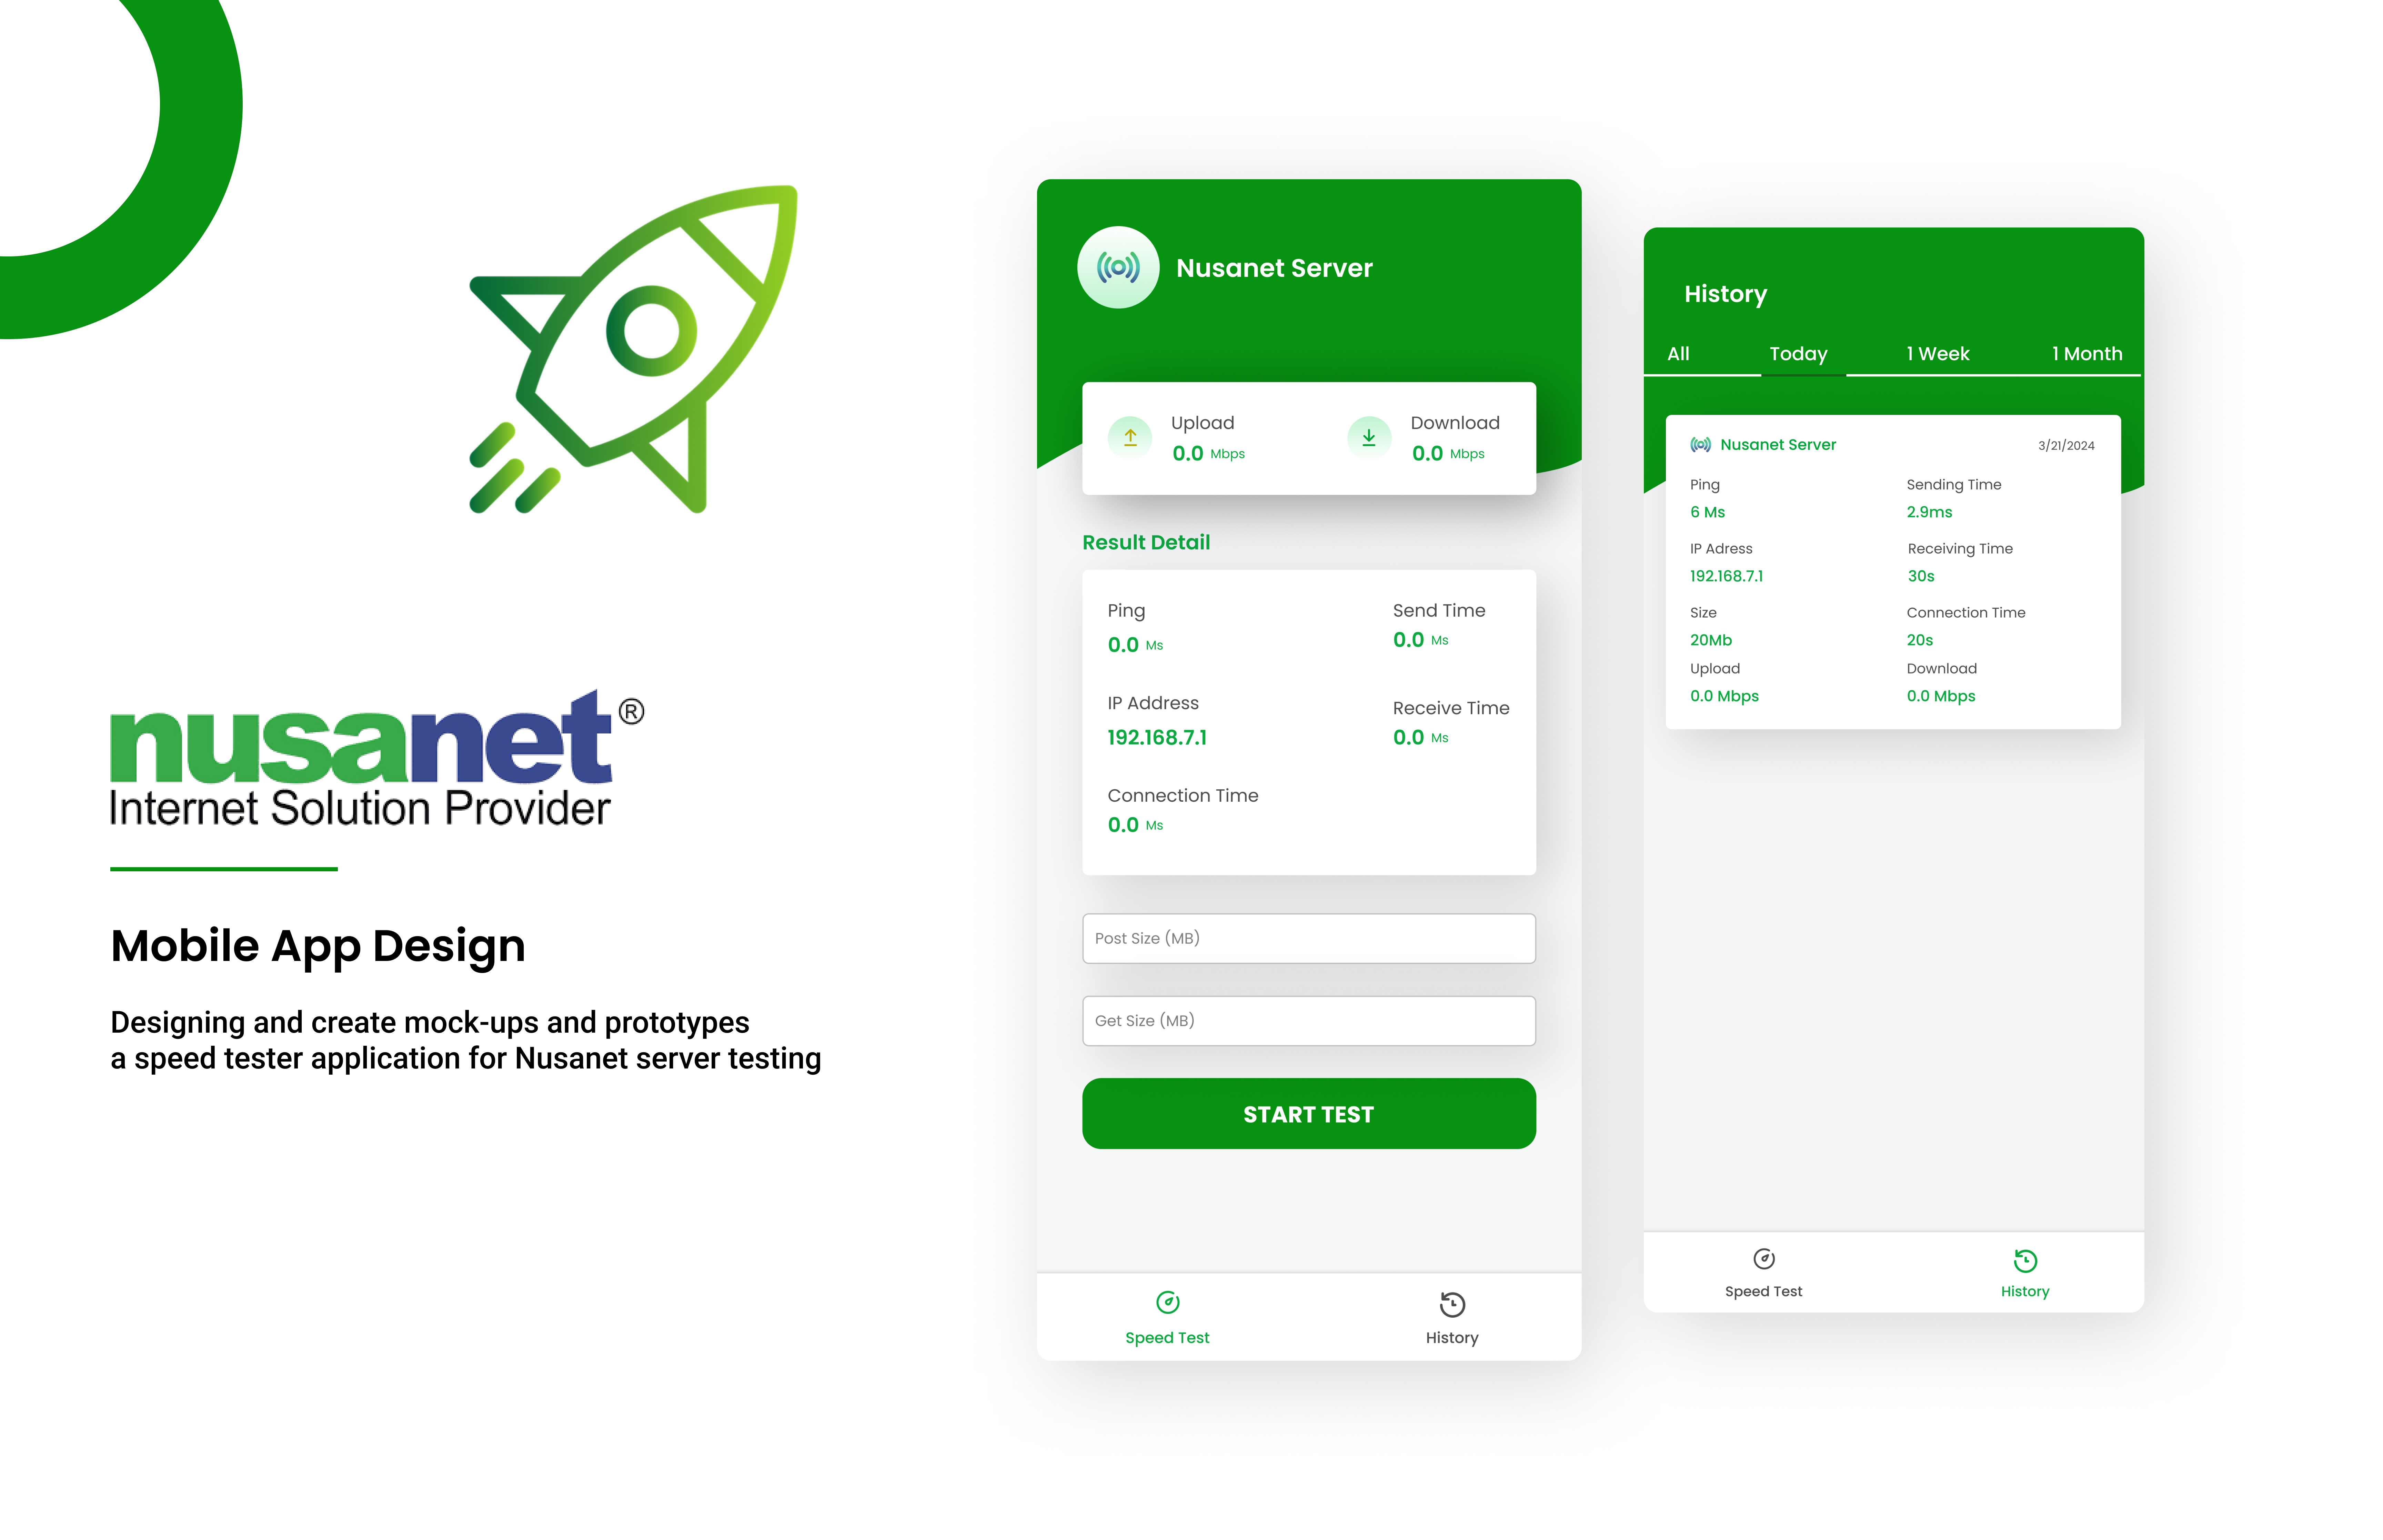 nusanet®
Internet Solution Provider
Mobile App Design
Designing and create mock-ups and prototypes
a speed tester application for Nusanet server testing
Nusanet Server
Upload Download
0.0 Mbps 0.0 Mbps
Result Detail
Ping Send Time
0.0 Ms 0.0 Ms
IP Address Receive Time
192.168.7.1 0.0 Ms
Connection Time
0.0 Ms
Post Size (MB)
Get Size (MB)
START TEST
Speed Test History
History
All Today 1 Week 1 Month
Nusanet Server 3/21/2024
Ping Sending Time
6 Ms 2.9ms
IP Adress Receiving Time
192.168.7.1 30s
Size Connection Time
20Mb 20s
Upload Download
0.0 Mbps 0.0 Mbps
Speed Test History